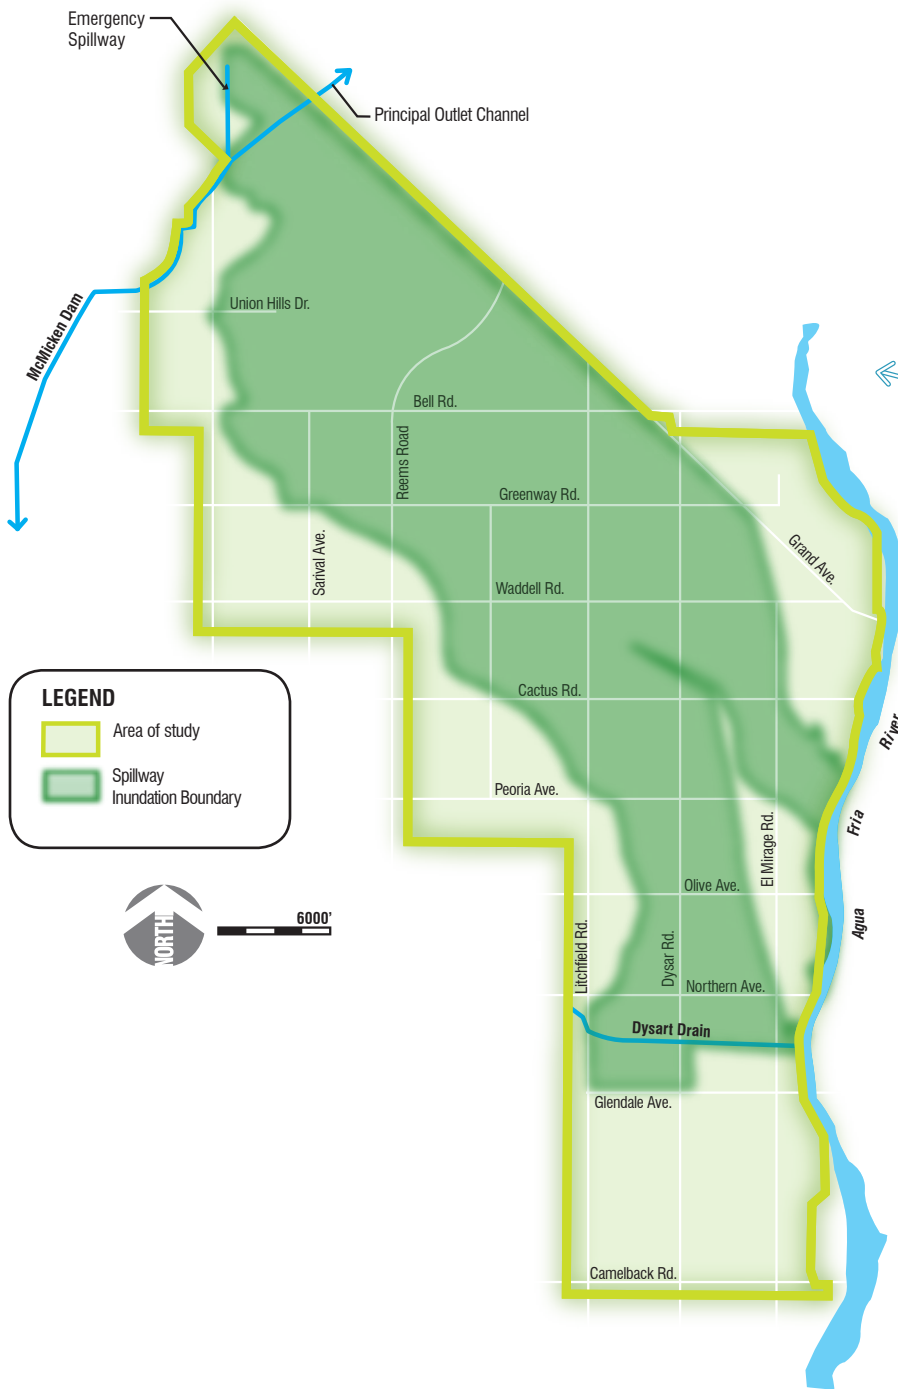 Emergency
Spillway
Principal Outlet Channel
McMicken Dam
Union Hills Dr.
Bell Rd.
Reems Road
Greenway Rd.
Sarival Ave.
Grand Ave.
Waddell Rd.
Cactus Rd.
LEGEND
Area of study
Spillway
Inundation Boundary
River
Peoria Ave.
El Mirage Rd.
Fria
Olive Ave.
Agua
NORTH
6000'
Litchfield Rd.
Dysar Rd.
Northern Ave.
Dysart Drain
Glendale Ave.
Camelback Rd.